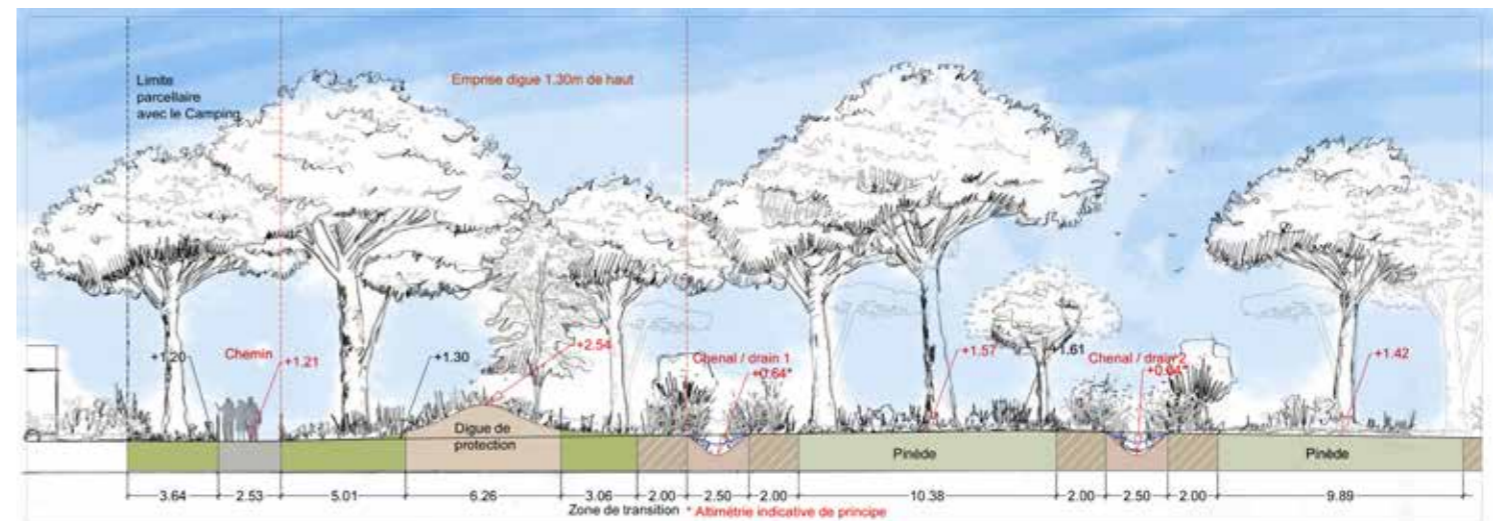 Limite
parcellaire
avec le Camping
Emprise digue 1.30m de haut
+1.20
Chemin
+1.21
+1.30
+2.54
Chenal / drain 1
+0.64*
+1.57
+1.61
Chenal / drain 2
+0.64*
+1.42
Digue de
protection
Pinède
Pinède
3.64 2.53 5.01 6.26 3.06 2.00 2.50 2.00 10.38 2.00 2.50 2.00 9.89
Zone de transition * Altimétrie indicative de principe